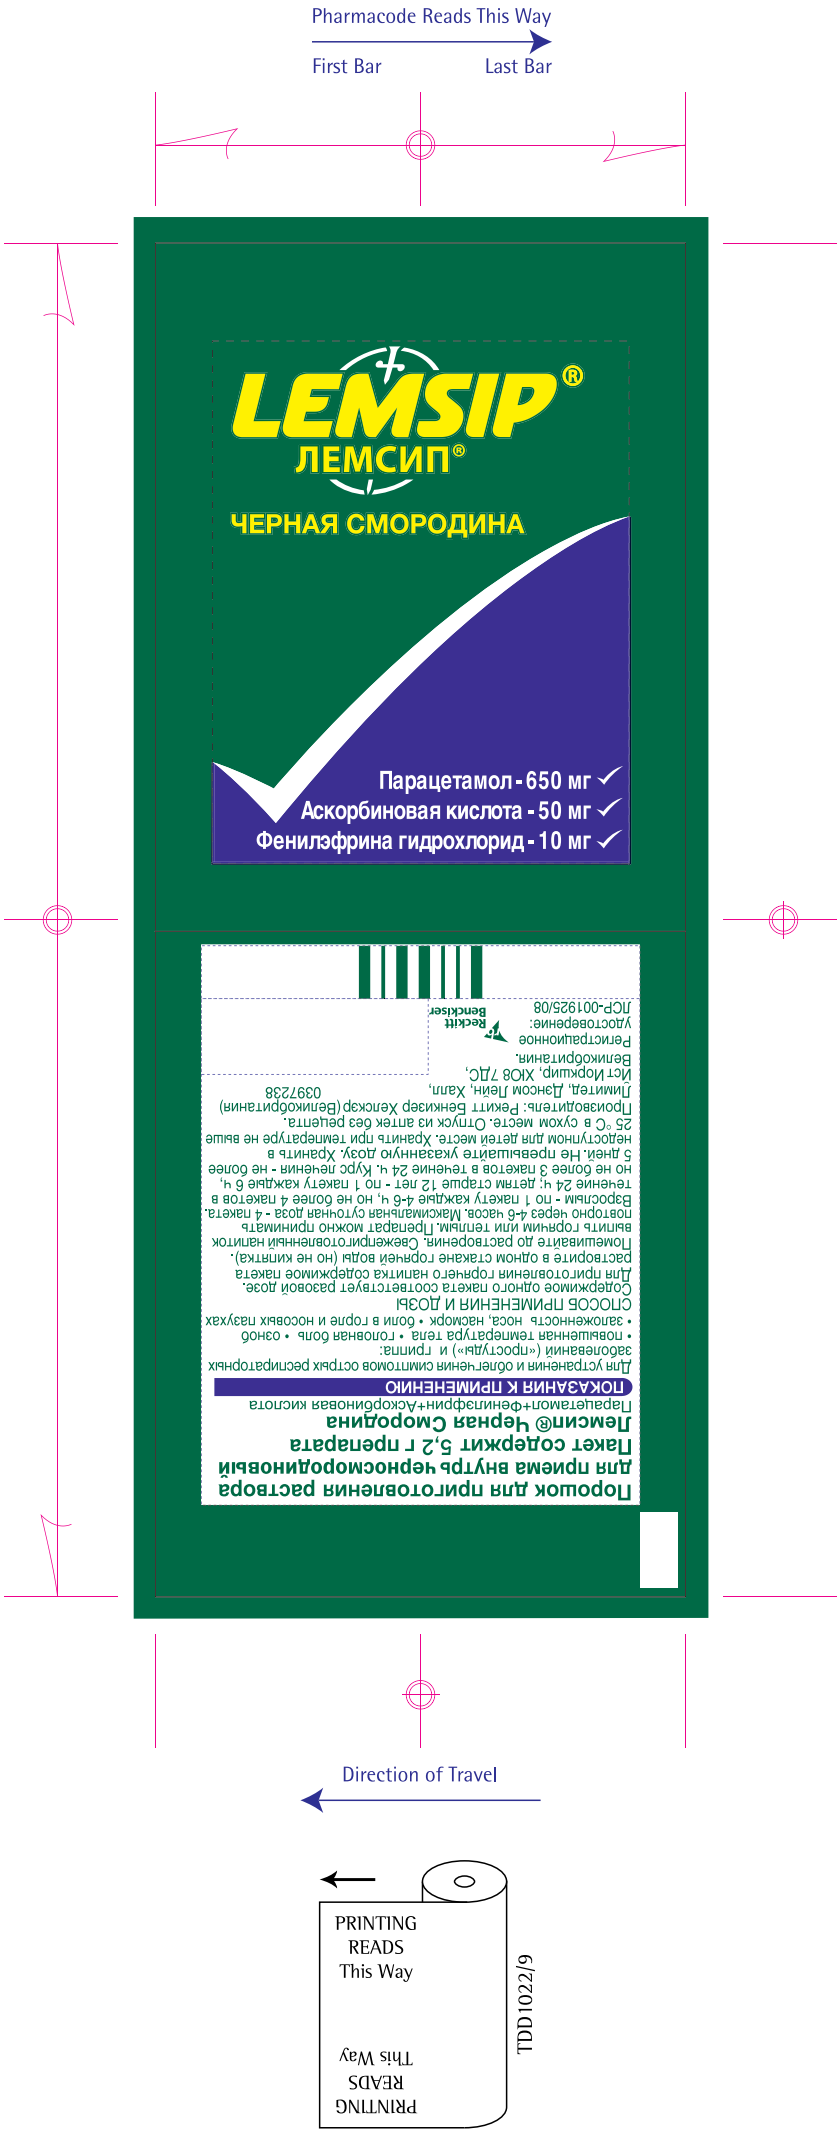 Pharmacode Reads This Way
First Bar Last Bar
LEMSIP®
ЛЕМСИП®
ЧЕРНАЯ СМОРОДИНА
Парацетамол - 650 мг
Аскорбиновая кислота - 50 мг
Фенилэфрина гидрохлорид - 10 мг
Порошок для приготовления раствора
для приема внутрь черносмородиновый
Пакет содержит 5,2 г препарата
Лемсип® Черная Смородина
Парацетамол+Фенилэфрин+Аскорбиновая кислота
ПОКАЗАНИЯ К ПРИМЕНЕНИЮ
Для устранения и облегчения симптомов острых респираторных
заболеваний («простуды») и гриппа:
• повышенная температура тела • головная боль • озноб
• заложенность носа, насморк • боли в горле и носовых пазухах
СПОСОБ ПРИМЕНЕНИЯ И ДОЗЫ
Содержимое одного пакета соответствует разовой дозе.
Для приготовления горячего напитка содержимое пакета
растворите в одном стакане горячей воды (но не кипятка).
Помешивайте до растворения. Свежеприготовленный напиток
выпить горячим или теплым. Препарат можно принимать
повторно через 4-6 часов. Максимальная суточная доза - 4 пакета.
Взрослым - по 1 пакету каждые 4-6 ч, но не более 4 пакетов в
течение 24 ч; детям старше 12 лет - по 1 пакету каждые 6 ч,
но не более 3 пакетов в течение 24 ч. Курс лечения - не более
5 дней. Не превышайте указанную дозу. Хранить в
недоступном для детей месте. Хранить при температуре не выше
25 °С в сухом месте. Отпуск из аптек без рецепта.
Производитель: Рекитт Бенкизер Хелскэр (Великобритания)
Лимитед, Дэнсом Лейн, Халл, 0397238
Ист Йоркшир, ХЮ8 7ДС,
Великобритания.
Регистрационное
удостоверение:
ЛСР-001925/08
Reckitt
Benckiser
Direction of Travel
PRINTING
READS
This Way
PRINTING
READS
This Way
TDD1022/9